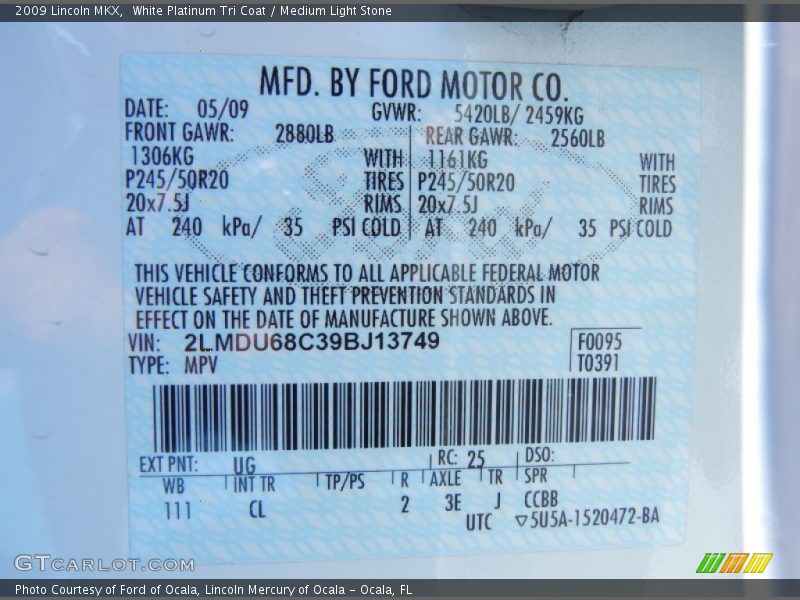 2009 Lincoln MKX,  White Platinum Tri Coat / Medium Light Stone
MFD. BY FORD MOTOR CO.
DATE: 05/09 GVWR: 5420LB/ 2459KG
FRONT GAWR: 2880LB REAR GAWR: 2560LB
1306KG WITH 1161KG WITH
P245/50R20 TIRES P245/50R20 TIRES
20x7.5J RIMS 20x7.5J RIMS
AT 240 kPa/ 35 PSI COLD AT 240 kPa/ 35 PSI COLD
THIS VEHICLE CONFORMS TO ALL APPLICABLE FEDERAL MOTOR
VEHICLE SAFETY AND THEFT PREVENTION STANDARDS IN
EFFECT ON THE DATE OF MANUFACTURE SHOWN ABOVE.
VIN: 2LMDU68C39BJ13749 F0095
TYPE: MPV T0391
EXT PNT: UG RC: 25 DSO:
WB INT TR TP/PS R AXLE TR SPR
111 CL 2 3E J CCBB
UTC ▽5U5A-1520472-BA
GTCARLOT.COM
Photo Courtesy of Ford of Ocala, Lincoln Mercury of Ocala - Ocala, FL